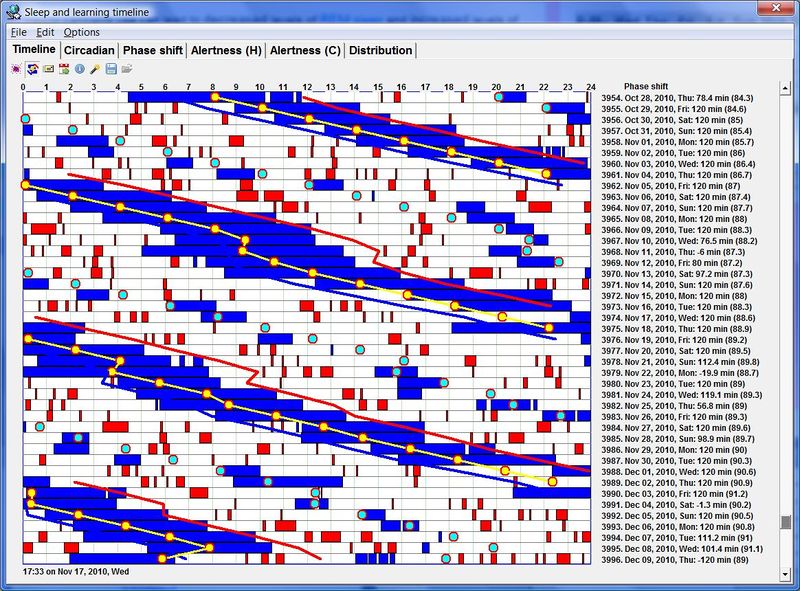 Sleep and learning timeline
File Edit Options
Timeline Circadian Phase shift Alertness (H) Alertness (C) Distribution
0 1 2 3 4 5 6 7 8 9 10 11 12 13 14 15 16 17 18 19 20 21 22 23 24 Phase shift
3954. Oct 28, 2010, Thu: 78.4 min (84.3)
3955. Oct 29, 2010, Fri: 120 min (84.6)
3956. Oct 30, 2010, Sat: 120 min (85)
3957. Oct 31, 2010, Sun: 120 min (85.4)
3958. Nov 01, 2010, Mon: 120 min (85.7)
3959. Nov 02, 2010, Tue: 120 min (86)
3960. Nov 03, 2010, Wed: 120 min (86.4)
3961. Nov 04, 2010, Thu: 120 min (86.7)
3962. Nov 05, 2010, Fri: 120 min (87)
3963. Nov 06, 2010, Sat: 120 min (87.4)
3964. Nov 07, 2010, Sun: 120 min (87.7)
3965. Nov 08, 2010, Mon: 120 min (88)
3966. Nov 09, 2010, Tue: 120 min (88.3)
3967. Nov 10, 2010, Wed: 76.5 min (88.2)
3968. Nov 11, 2010, Thu: -6 min (87.3)
3969. Nov 12, 2010, Fri: 80 min (87.2)
3970. Nov 13, 2010, Sat: 97.2 min (87.3)
3971. Nov 14, 2010, Sun: 120 min (87.6)
3972. Nov 15, 2010, Mon: 120 min (88)
3973. Nov 16, 2010, Tue: 120 min (88.3)
3974. Nov 17, 2010, Wed: 120 min (88.6)
3975. Nov 18, 2010, Thu: 120 min (88.9)
3976. Nov 19, 2010, Fri: 120 min (89.2)
3977. Nov 20, 2010, Sat: 120 min (89.5)
3978. Nov 21, 2010, Sun: 112.4 min (89.8)
3979. Nov 22, 2010, Mon: -19.9 min (88.7)
3980. Nov 23, 2010, Tue: 120 min (89)
3981. Nov 24, 2010, Wed: 119.1 min (89.3)
3982. Nov 25, 2010, Thu: 56.8 min (89)
3983. Nov 26, 2010, Fri: 120 min (89.3)
3984. Nov 27, 2010, Sat: 120 min (89.6)
3985. Nov 28, 2010, Sun: 98.9 min (89.7)
3986. Nov 29, 2010, Mon: 120 min (90)
3987. Nov 30, 2010, Tue: 120 min (90.3)
3988. Dec 01, 2010, Wed: 120 min (90.6)
3989. Dec 02, 2010, Thu: 120 min (90.9)
3990. Dec 03, 2010, Fri: 120 min (91.2)
3991. Dec 04, 2010, Sat: -1.3 min (90.2)
3992. Dec 05, 2010, Sun: 120 min (90.5)
3993. Dec 06, 2010, Mon: 120 min (90.8)
3994. Dec 07, 2010, Tue: 111.2 min (91)
3995. Dec 08, 2010, Wed: 101.4 min (91.1)
3996. Dec 09, 2010, Thu: -120 min (89)
17:33 on Nov 17, 2010, Wed